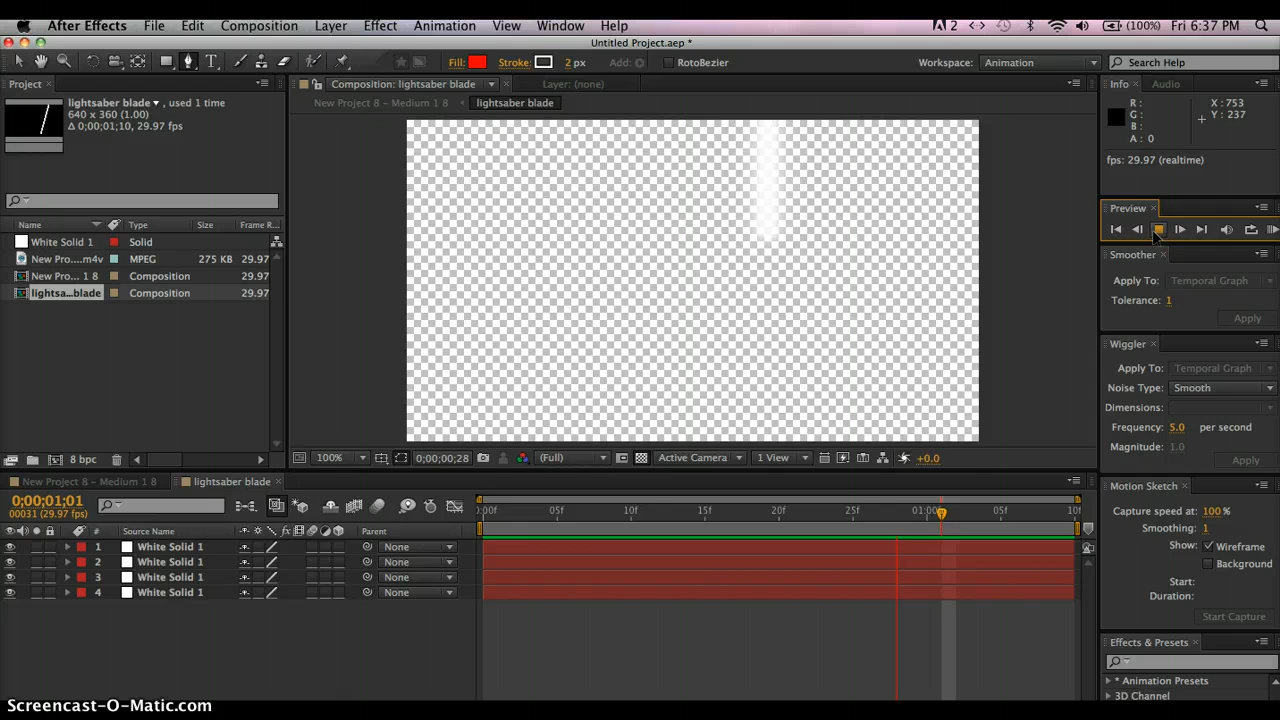 After Effects File Edit Composition Layer Effect Animation View Window Help 2 (100%) Fri 6:37 PM
Untitled Project.aep *
Fill: Stroke: 2 px Add: RotoBezier Workspace: Animation Search Help
Project
lightsaber blade, used 1 time
640 x 360 (1.00)
Δ 0;00;01;10, 29.97 fps
Name Type Size Frame R...
White Solid 1 Solid
New Pro....m4v MPEG 275 KB 29.97
New Pro... 1 8 Composition 29.97
lightsa...blade Composition 29.97
8 bpc
Composition: lightsaber blade Layer: (none)
New Project 8 - Medium 1 8 lightsaber blade
100% 0;00;00;28 (Full) Active Camera 1 View +0.0
Info Audio
R: X: 753
G: Y: 237
B:
A: 0
fps: 29.97 (realtime)
Preview
Smoother
Apply To: Temporal Graph
Tolerance: 1
Apply
Wiggler
Apply To: Temporal Graph
Noise Type: Smooth
Dimensions:
Frequency: 5.0 per second
Magnitude: 1.0
Apply
Motion Sketch
Capture speed at: 100 %
Smoothing: 1
Show: Wireframe
Background
Start:
Duration:
Start Capture
Effects & Presets
* Animation Presets
3D Channel
New Project 8 - Medium 1 8 lightsaber blade
0;00;01;01
00031 (29.97 fps)
:00f 05f 10f 15f 20f 25f 01:00f 05f 10f
# Source Name fx Parent
1 White Solid 1 None
2 White Solid 1 None
3 White Solid 1 None
4 White Solid 1 None
Screencast-O-Matic.com